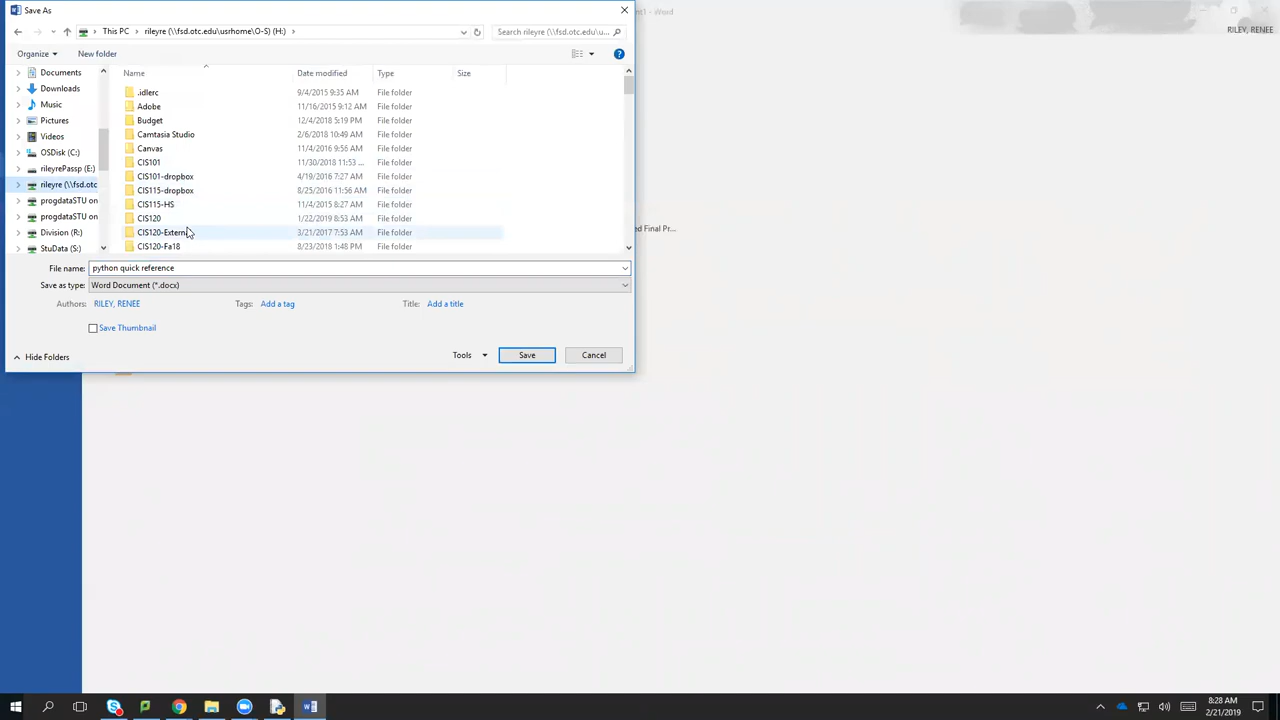 Save As
nt1 - Word
This PC > rileyre (\\fsd.otc.edu\usrhome\O-S) (H:) >
Search rileyre (\\fsd.otc.edu\u...
RILEY, RENEE
Organize
New folder
Name
Date modified
Type
Size
Documents
Downloads
Music
Pictures
Videos
OSDisk (C:)
rileyrePassp (E:)
rileyre (\\fsd.otc
progdataSTU on
progdataSTU on
Division (R:)
StuData (S:)
.idlerc 9/4/2015 9:35 AM File folder
Adobe 11/16/2015 9:12 AM File folder
Budget 12/4/2018 5:19 PM File folder
Camtasia Studio 2/6/2018 10:49 AM File folder
Canvas 11/4/2016 9:56 AM File folder
CIS101 11/30/2018 11:53 ... File folder
CIS101-dropbox 4/19/2016 7:27 AM File folder
CIS115-dropbox 8/25/2016 11:56 AM File folder
CIS115-HS 11/4/2015 8:27 AM File folder
CIS120 1/22/2019 8:53 AM File folder
CIS120-Extern 3/21/2017 7:53 AM File folder
CIS120-Fa18 8/23/2018 1:48 PM File folder
ed Final Pr...
File name: python quick reference
Save as type: Word Document (*.docx)
Authors: RILEY, RENEE
Tags: Add a tag
Title: Add a title
Save Thumbnail
Hide Folders
Tools
Save
Cancel
8:28 AM
2/21/2019